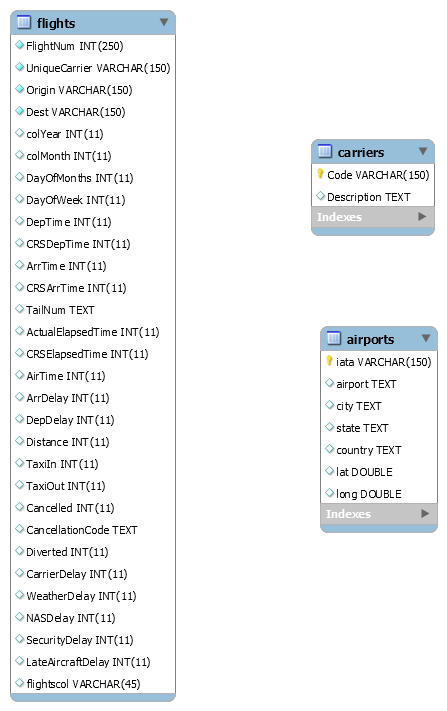 flights
FlightNum INT(250)
UniqueCarrier VARCHAR(150)
Origin VARCHAR(150)
Dest VARCHAR(150)
colYear INT(11)
colMonth INT(11)
DayOfMonths INT(11)
DayOfWeek INT(11)
DepTime INT(11)
CRSDepTime INT(11)
ArrTime INT(11)
CRSArrTime INT(11)
TailNum TEXT
ActualElapsedTime INT(11)
CRSElapsedTime INT(11)
AirTime INT(11)
ArrDelay INT(11)
DepDelay INT(11)
Distance INT(11)
TaxiIn INT(11)
TaxiOut INT(11)
Cancelled INT(11)
CancellationCode TEXT
Diverted INT(11)
CarrierDelay INT(11)
WeatherDelay INT(11)
NASDelay INT(11)
SecurityDelay INT(11)
LateAircraftDelay INT(11)
flightscol VARCHAR(45)
carriers
Code VARCHAR(150)
Description TEXT
Indexes
airports
iata VARCHAR(150)
airport TEXT
city TEXT
state TEXT
country TEXT
lat DOUBLE
long DOUBLE
Indexes